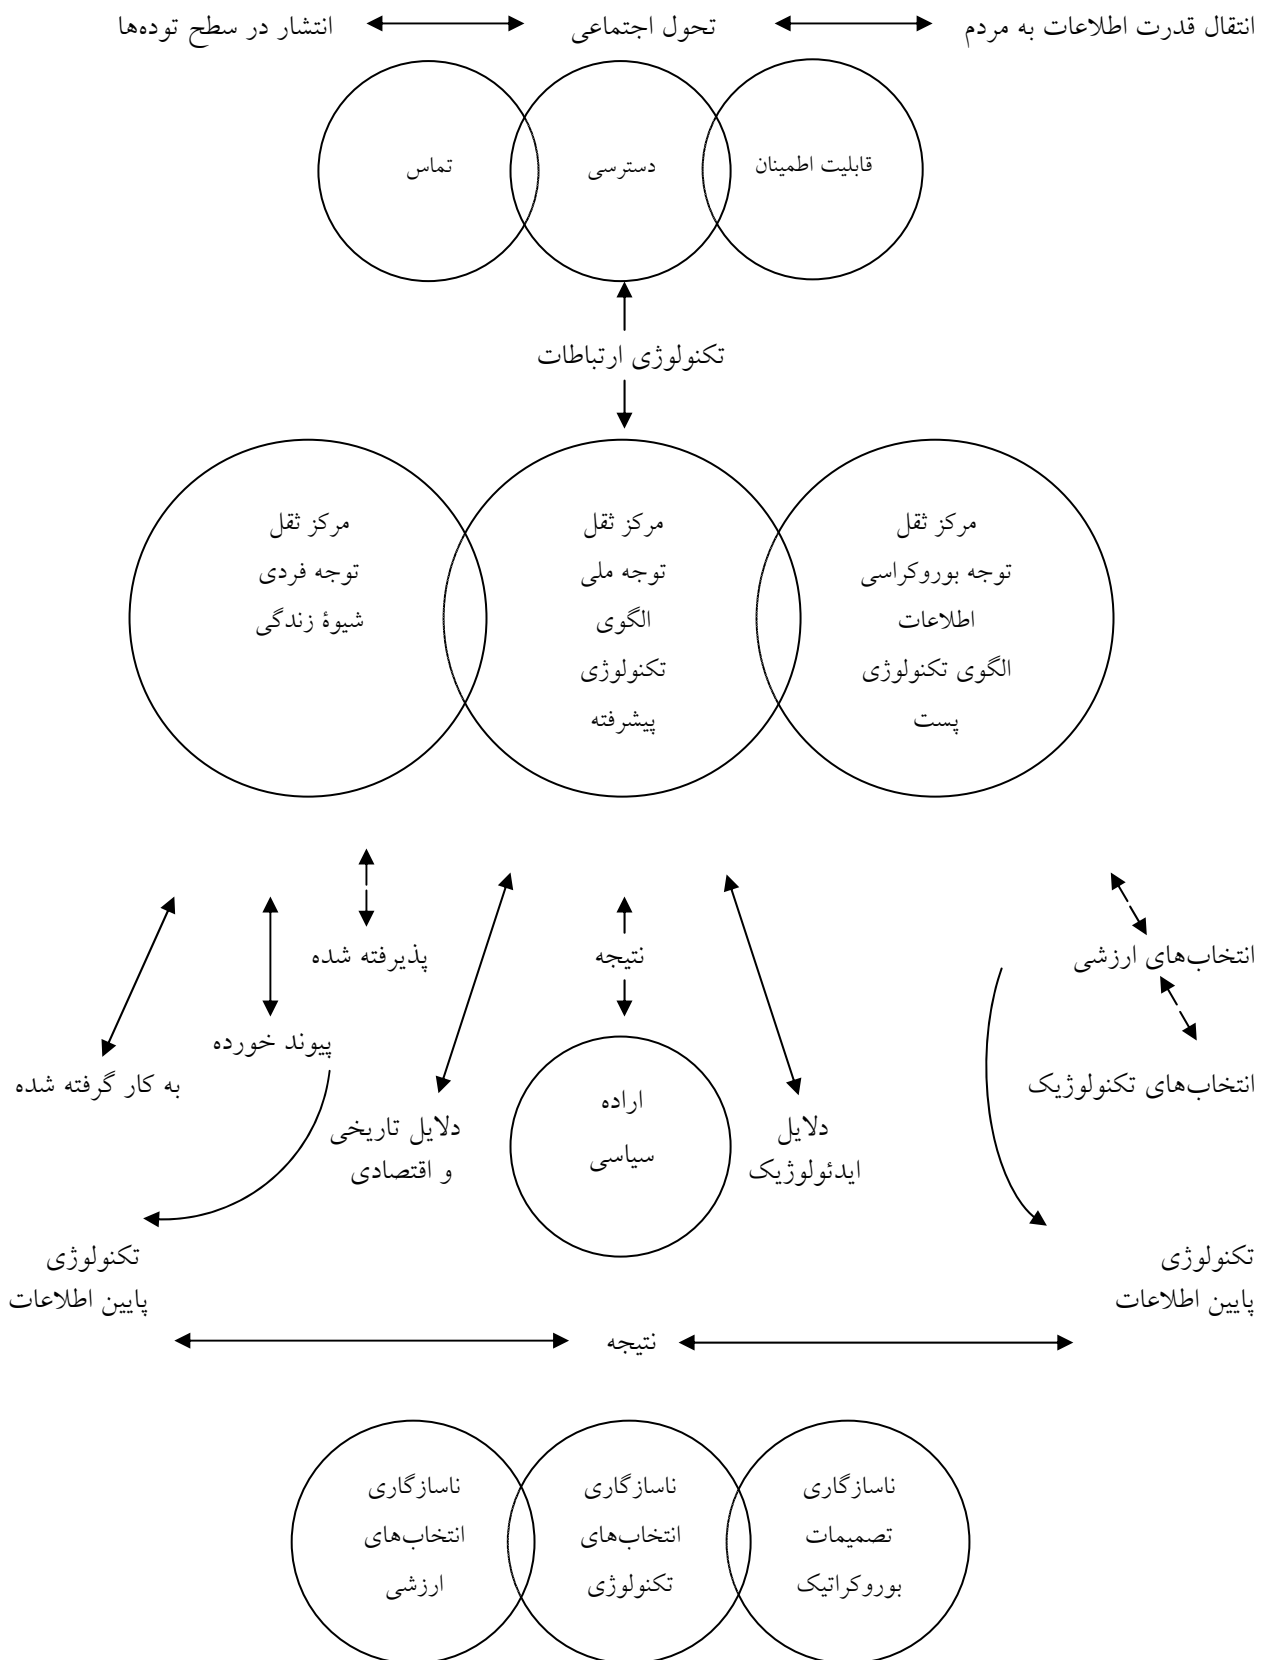 انتقال قدرت اطلاعات به مردم
تحول اجتماعی
انتشار در سطح توده‌ها
قابلیت اطمینان
دسترسی
تماس
تکنولوژی ارتباطات
مرکز ثقل
توجه بوروکراسی
اطلاعات
الگوی تکنولوژی
پست
مرکز ثقل
توجه ملی
الگوی
تکنولوژی
پیشرفته
مرکز ثقل
توجه فردی
شیوۀ زندگی
انتخاب‌های ارزشی
نتیجه
پذیرفته شده
پیوند خورده
انتخاب‌های تکنولوژیک
به کار گرفته شده
دلایل
ایدئولوژیک
اراده
سیاسی
دلایل تاریخی
و اقتصادی
تکنولوژی
پایین اطلاعات
تکنولوژی
پایین اطلاعات
نتیجه
ناسازگاری
تصمیمات
بوروکراتیک
ناسازگاری
انتخاب‌های
تکنولوژی
ناسازگاری
انتخاب‌های
ارزشی